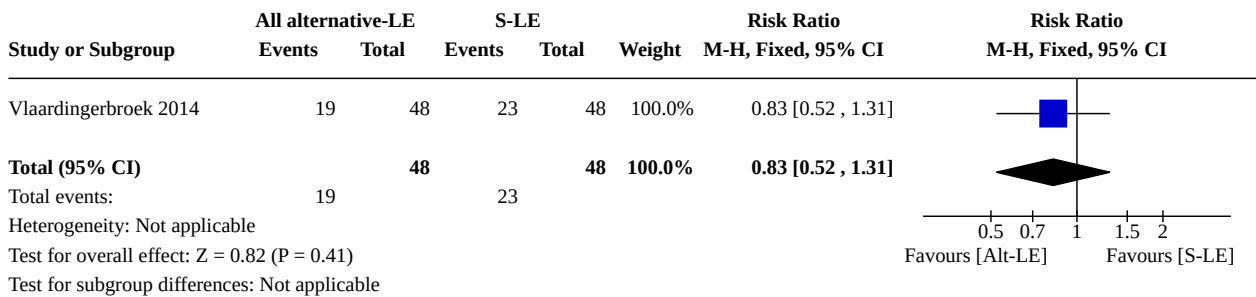 All alternative-LE S-LE Risk Ratio Risk Ratio
Study or Subgroup Events Total Events Total Weight M-H, Fixed, 95% CI M-H, Fixed, 95% CI
Vlaardingerbroek 2014 19 48 23 48 100.0% 0.83 [0.52 , 1.31]
Total (95% CI) 48 48 100.0% 0.83 [0.52 , 1.31]
Total events: 19 23
Heterogeneity: Not applicable
0.5 0.7 1 1.5 2
Test for overall effect: Z = 0.82 (P = 0.41) Favours [Alt-LE] Favours [S-LE]
Test for subgroup differences: Not applicable